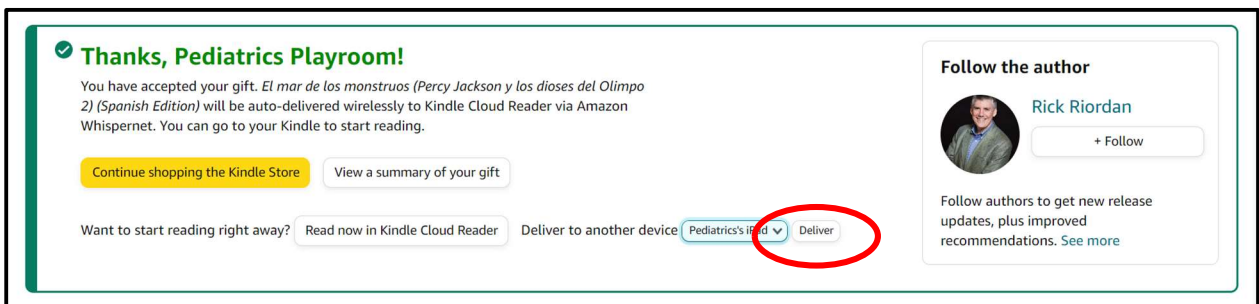 Thanks, Pediatrics Playroom!
You have accepted your gift. El mar de los monstruos (Percy Jackson y los dioses del Olimpo
2) (Spanish Edition) will be auto-delivered wirelessly to Kindle Cloud Reader via Amazon
Whispernet. You can go to your Kindle to start reading.
Continue shopping the Kindle Store
View a summary of your gift
Want to start reading right away? Read now in Kindle Cloud Reader Deliver to another device Pediatrics's iPad Deliver
Follow the author
Rick Riordan
+ Follow
Follow authors to get new release
updates, plus improved
recommendations. See more